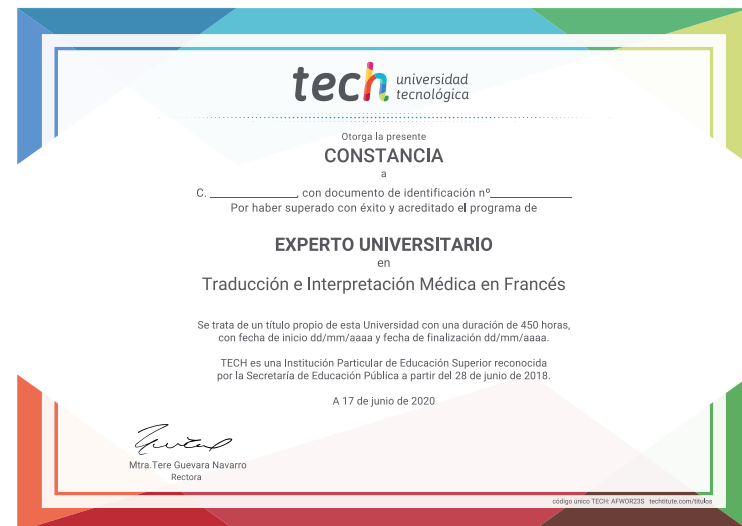 tech universidad
tecnológica
Otorga la presente
CONSTANCIA
a
C. ________________, con documento de identificación nº______________
Por haber superado con éxito y acreditado el programa de
EXPERTO UNIVERSITARIO
en
Traducción e Interpretación Médica en Francés
Se trata de un título propio de esta Universidad con una duración de 450 horas,
con fecha de inicio dd/mm/aaaa y fecha de finalización dd/mm/aaaa.
TECH es una Institución Particular de Educación Superior reconocida
por la Secretaría de Educación Pública a partir del 28 de junio de 2018.
A 17 de junio de 2020
Mtra.Tere Guevara Navarro
Rectora
código único TECH: AFWOR23S techtitute.com/titulos